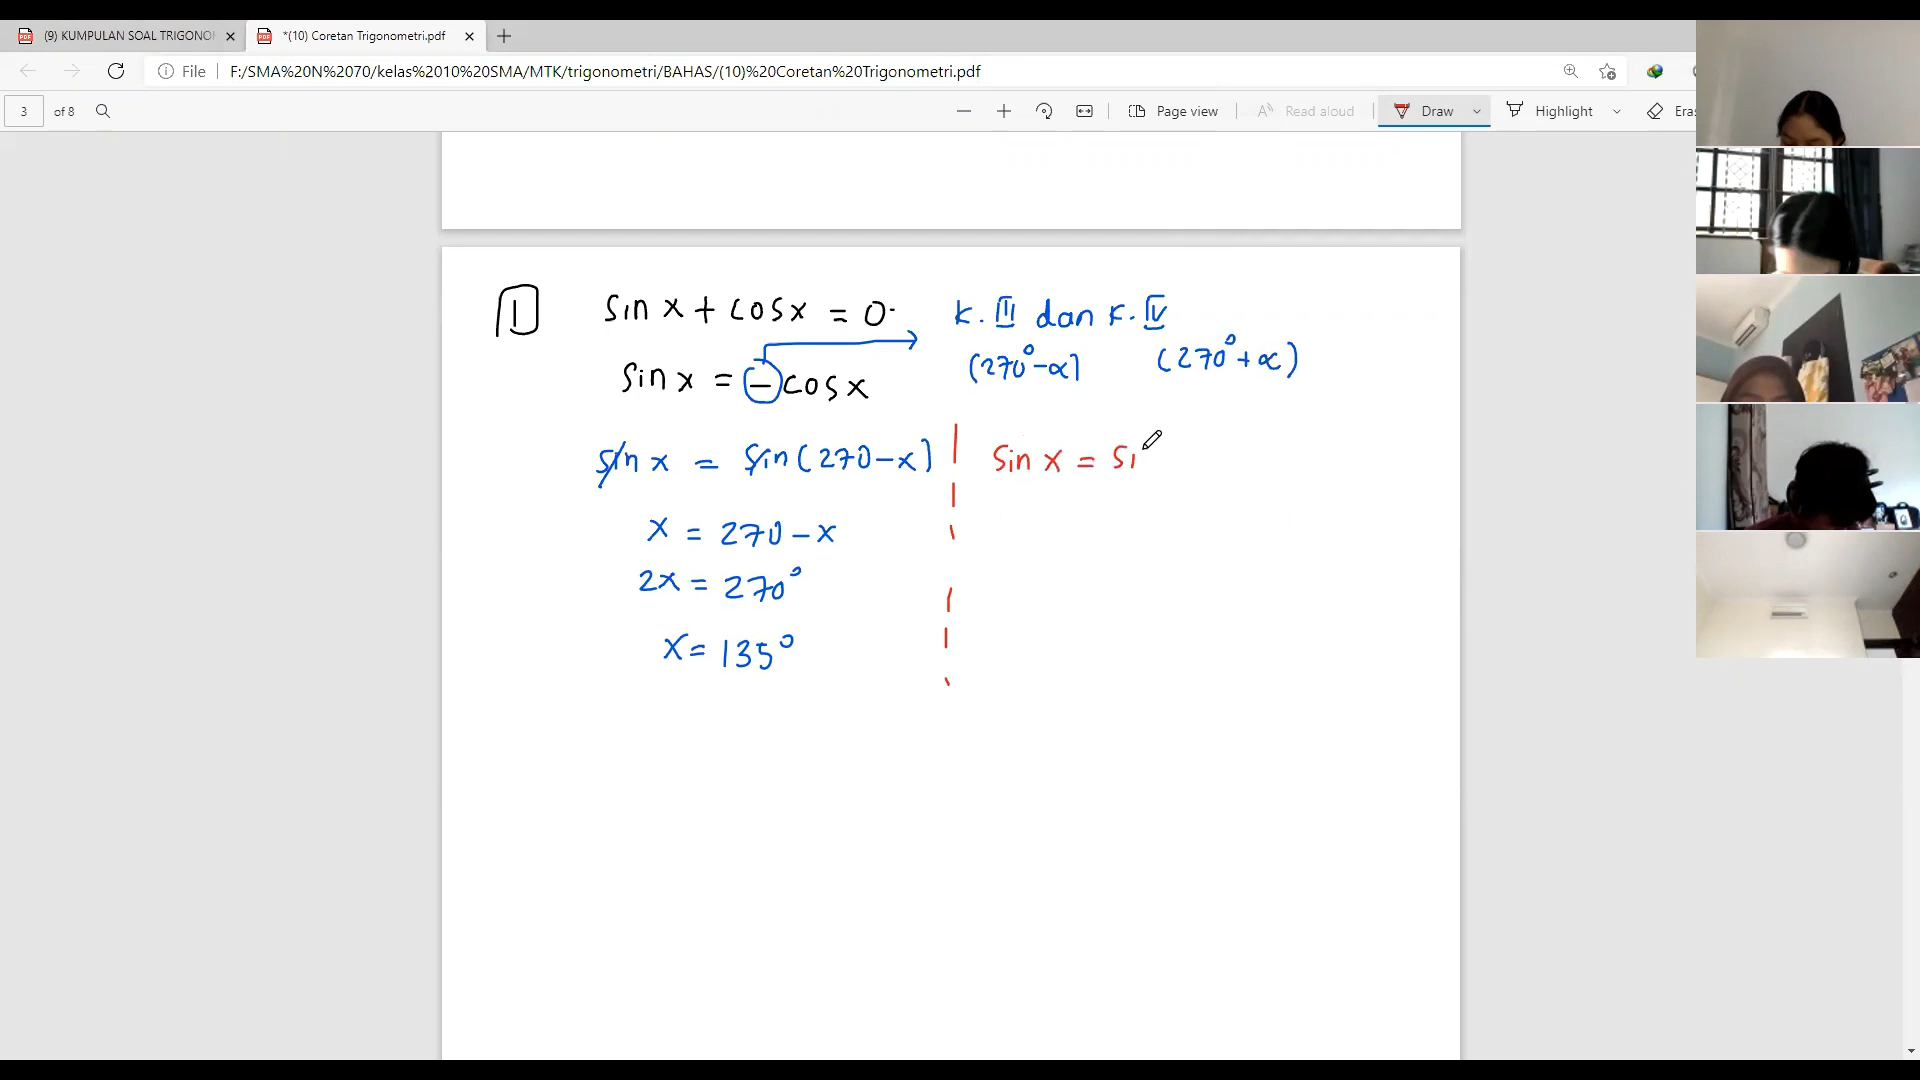 (9) KUMPULAN SOAL TRIGONO
*(10) Coretan Trigonometri.pdf
File
F:/SMA%20N%2070/kelas%2010%20SMA/MTK/trigonometri/BAHAS/(10)%20Coretan%20Trigonometri.pdf
3 of 8
Page view
Read aloud
Draw
Highlight
Eras
1
sin x + cos x = 0.
K. III dan K. IV
(270° - α)
(270° + α)
sin x = - cos x
sin x = sin (270 - x)
sin x = si
x = 270 - x
2x = 270°
x = 135°